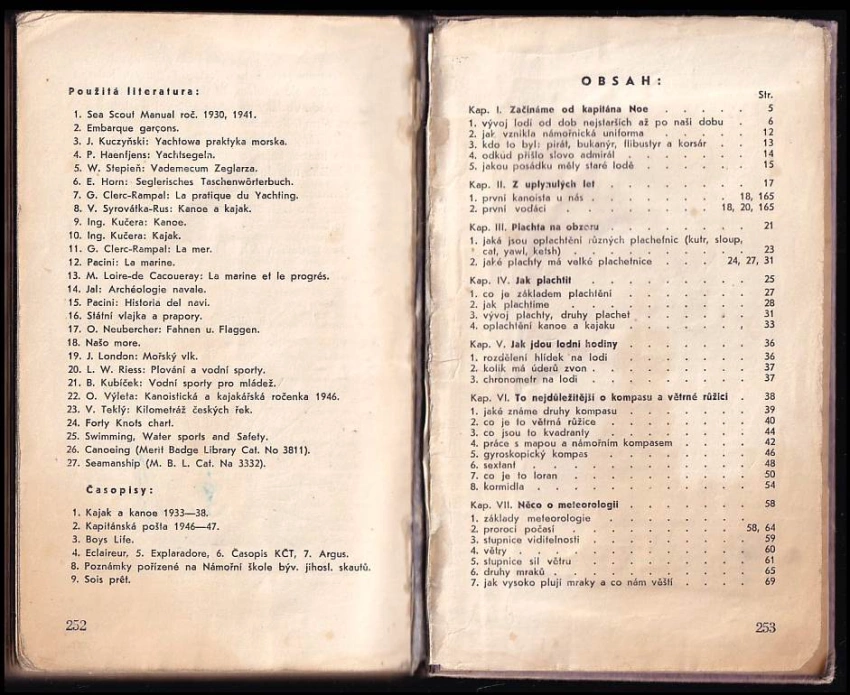 Použitá literatura:
1. Sea Scout Manual roč. 1930, 1941.
2. Embarque garçons.
3. J. Kuczyński: Yachtowa praktyka morska.
4. P. Haenfjens: Yachtsegeln.
5. W. Stepień: Vademecum Zeglarza.
6. E. Horn: Seglerisches Taschenwörterbuch.
7. G. Clerc-Rampal: La pratique du Yachting.
8. V. Syrovátka-Rus: Kanoe a kajak.
9. Ing. Kučera: Kanoe.
10. Ing. Kučera: Kajak.
11. G. Clerc-Rampal: La mer.
12. Pacini: La marine.
13. M. Loire-de Cacoueray: La marine et le progrés.
14. Jal: Archéologie navale.
15. Pacini: Historia del navi.
16. Státní vlajka a prapory.
17. O. Neubercher: Fahnen u. Flaggen.
18. Našo more.
19. J. London: Mořský vlk.
20. L. W. Riess: Plování a vodní sporty.
21. B. Kubíček: Vodní sporty pro mládež.
22. O. Výleta: Kanoistická a kajakářská ročenka 1946.
23. V. Teklý: Kilometráž českých řek.
24. Forty Knots chart.
25. Swimming, Water sports and Safety.
26. Canoeing (Merit Badge Library Cat. No 3811).
27. Seamanship (M. B. L. Cat. Na 3332).
Časopisy:
1. Kajak a kanoe 1933—38.
2. Kapitánská pošta 1946—47.
3. Boys Life.
4. Eclaireur, 5. Exploradore, 6. Časopis KČT, 7. Argus.
8. Poznámky pořízené na Námořní škole býv. jihosl. skautů.
9. Sois prêt.
252
OBSAH:
Str.
Kap. I. Začínáme od kapitána Noe . . . . . 5
1. vývoj lodí od dob nejstarších až po naši dobu . 6
2. jak vznikla námořnická uniforma . . . . . 12
3. kdo to byl: pirát, bukanýr, flibustyr a korsár . . 13
4. odkud přišlo slovo admirál . . . . . . 14
5. jakou posádku měly staré lodě . . . . . 15
Kap. II. Z uplynulých let . . . . . . . 17
1. první kanoista u nás . . . . . . . 18, 165
2. první vodáci . . . . . . . 18, 20, 165
Kap. III. Plachta na obzoru . . . . . . 21
1. jaká jsou oplachtění různých plachetnic (kutr, sloup,
cat, yawl, ketsh) . . . . . . . . 23
2. jaké plachty má velké plachetnice . . . . 24, 27, 31
Kap. IV. Jak plachtit . . . . . . . . 25
1. co je základem plachtění . . . . . . 27
2. jak plachtíme . . . . . . . . 28
3. vývoj plachty, druhy plachet . . . . . . 31
4. oplachtění kanoe a kajaku . . . . . . 33
Kap. V. Jak jdou lodní hodiny . . . . . . 36
1. rozdělení hlídek na lodi . . . . . . 36
2. kolik má úderů zvon . . . . . . . 37
3. chronometr na lodi . . . . . . . 37
Kap. VI. To nejdůležitější o kompasu a větrné růžici . 38
1. jaké známe druhy kompasu . . . . . . 39
2. co je to větrná růžice . . . . . . . 40
3. co jsou to kvadranty . . . . . . . 44
4. práce s mapou a námořním kompasem . . . . 42
5. gyroskopický kompas . . . . . . . 46
6. sextant . . . . . . . . . 48
7. co je to loran . . . . . . . . 50
8. kormidla . . . . . . . . . 54
Kap. VII. Něco o meteorologii . . . . . . 58
1. základy meteorologie . . . . . . .
2. proroci počasí . . . . . . . . 58, 64
3. stupnice viditelnosti . . . . . . . 59
4. větry . . . . . . . . . . 60
5. stupnice sil větru . . . . . . . 61
6. druhy mraků . . . . . . . . . 65
7. jak vysoko plují mraky a co nám věští . . . . 69
253